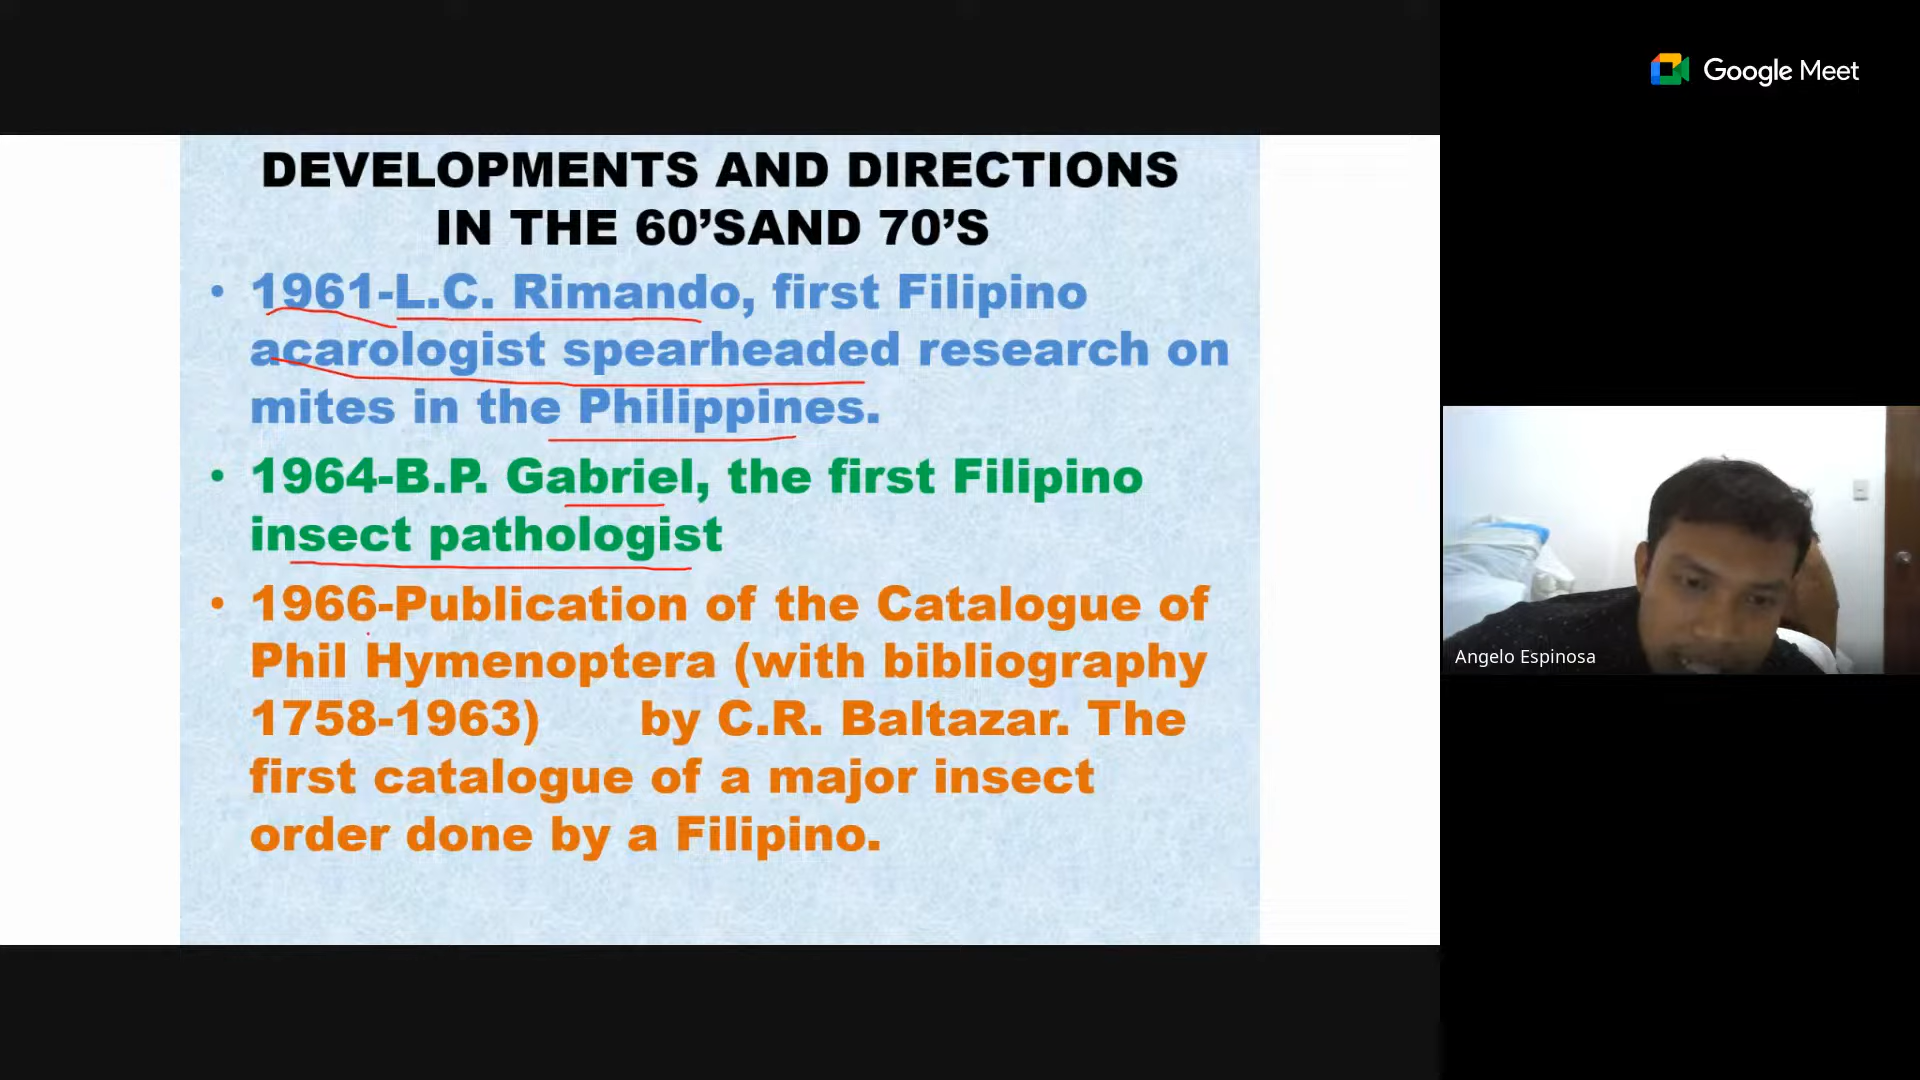 Google Meet
DEVELOPMENTS AND DIRECTIONS
IN THE 60’SAND 70’S
• 1961-L.C. Rimando, first Filipino
acarologist spearheaded research on
mites in the Philippines.
• 1964-B.P. Gabriel, the first Filipino
insect pathologist
• 1966-Publication of the Catalogue of
Phil Hymenoptera (with bibliography
1758-1963) by C.R. Baltazar. The
first catalogue of a major insect
order done by a Filipino.
Angelo Espinosa